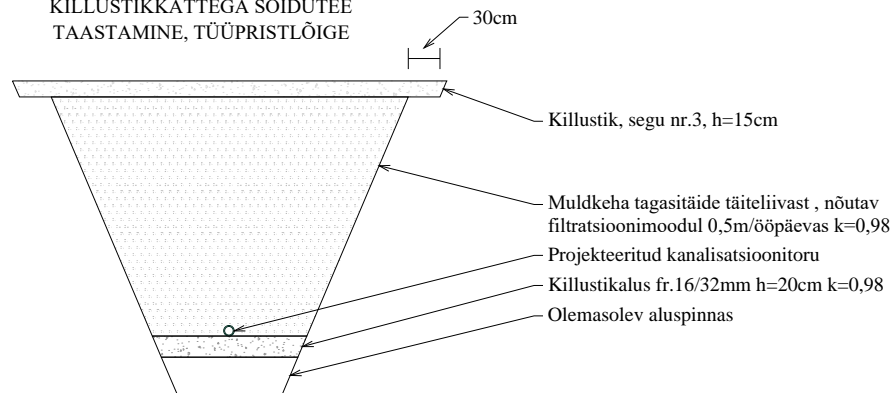 KILLUSTIKKATTEGA SÕIDUTEE
TAASTAMINE, TÜÜPRISTLÕIGE
30cm
Killustik, segu nr.3, h=15cm
Muldkeha tagasitäide täiteliivast , nõutav
filtratsioonimoodul 0,5m/ööpäevas k=0,98
Projekteeritud kanalisatsioonitoru
Killustikalus fr.16/32mm h=20cm k=0,98
Olemasolev aluspinnas